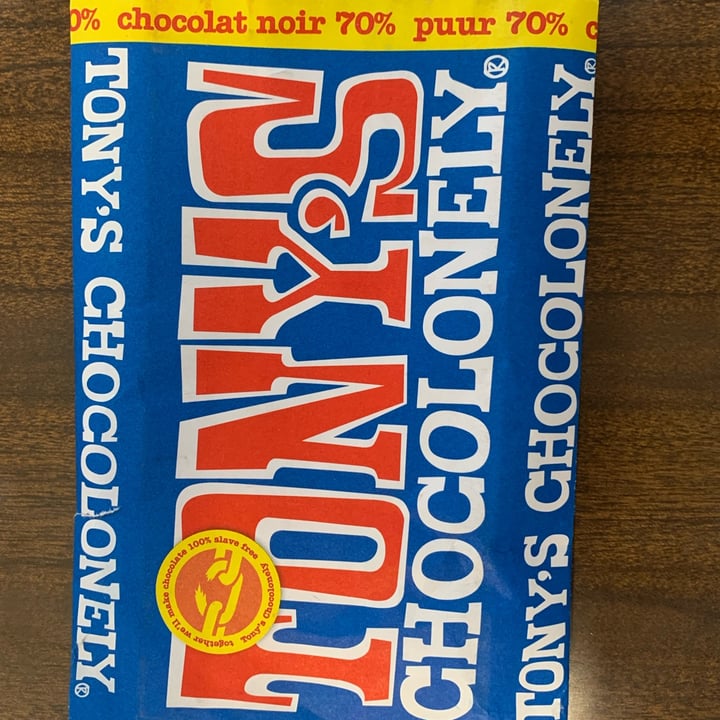 0% chocolat noir 70% puur 70% c
TONY'S CHOCOLONELY®
TONY'S
CHOCOLONELY®
TONY'S CHOCOLONELY®
together we'll make chocolate 100% slave free
Tony's Chocolonely